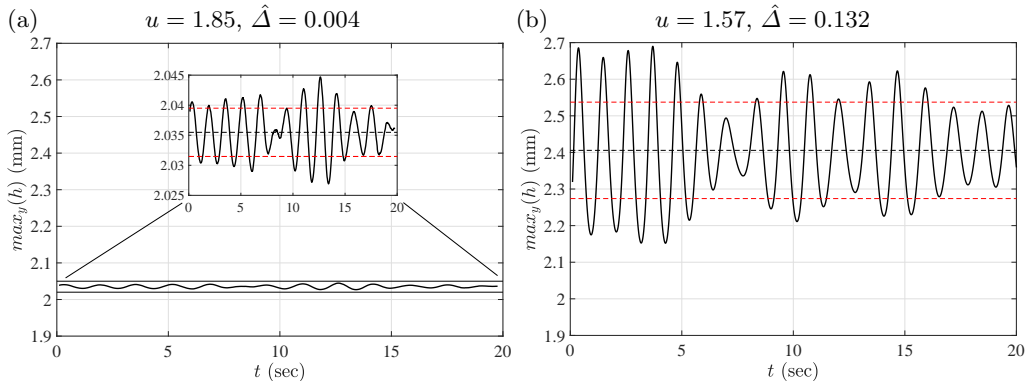 (a) u = 1.85, Δ̂ = 0.004
2.7
2.6
2.5
2.4
2.3
2.2
2.1
2
1.9
max_y(h) (mm)
2.045
2.04
2.035
2.03
2.025
0 5 10 15 20
0 5 10 15 20
t (sec)
(b) u = 1.57, Δ̂ = 0.132
2.7
2.6
2.5
2.4
2.3
2.2
2.1
2
1.9
max_y(h) (mm)
0 5 10 15 20
t (sec)